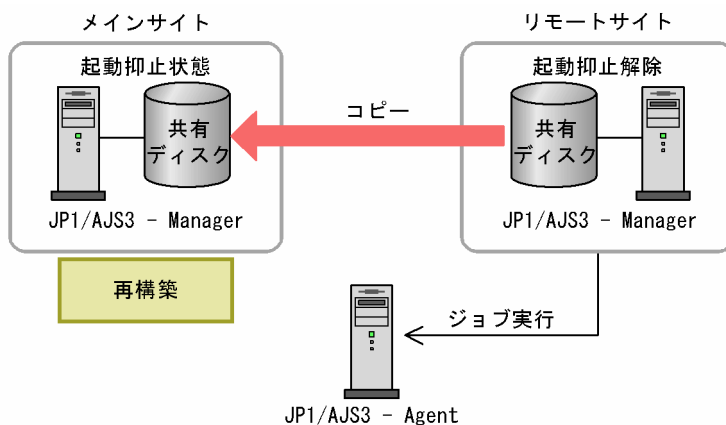 メインサイト
リモートサイト
起動抑止状態
起動抑止解除
コピー
共有
ディスク
共有
ディスク
JP1/AJS3 - Manager
JP1/AJS3 - Manager
再構築
ジョブ実行
JP1/AJS3 - Agent